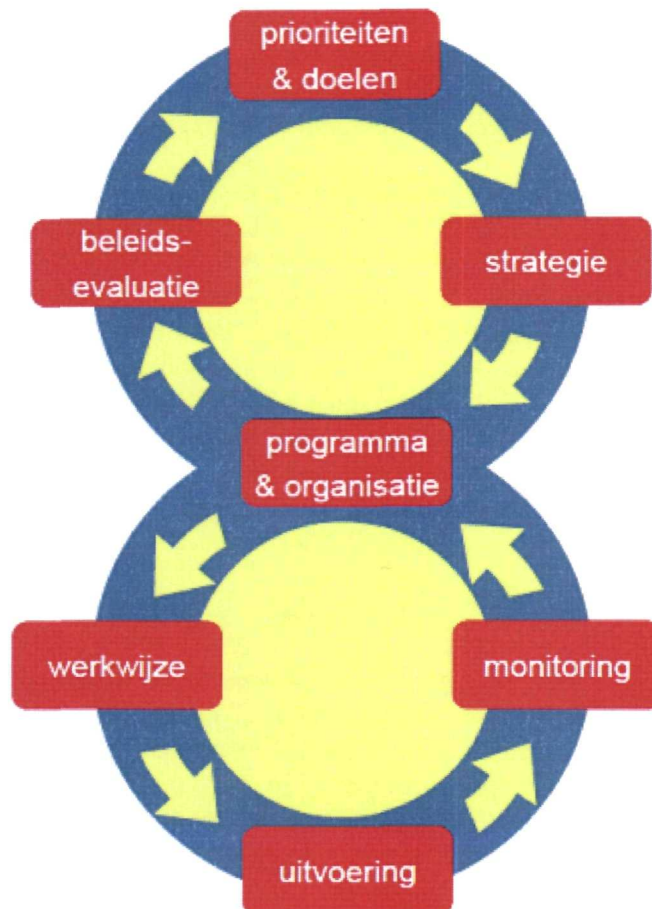 prioriteiten
& doelen
beleids-
evaluatie
strategie
programma
& organisatie
werkwijze
monitoring
uitvoering